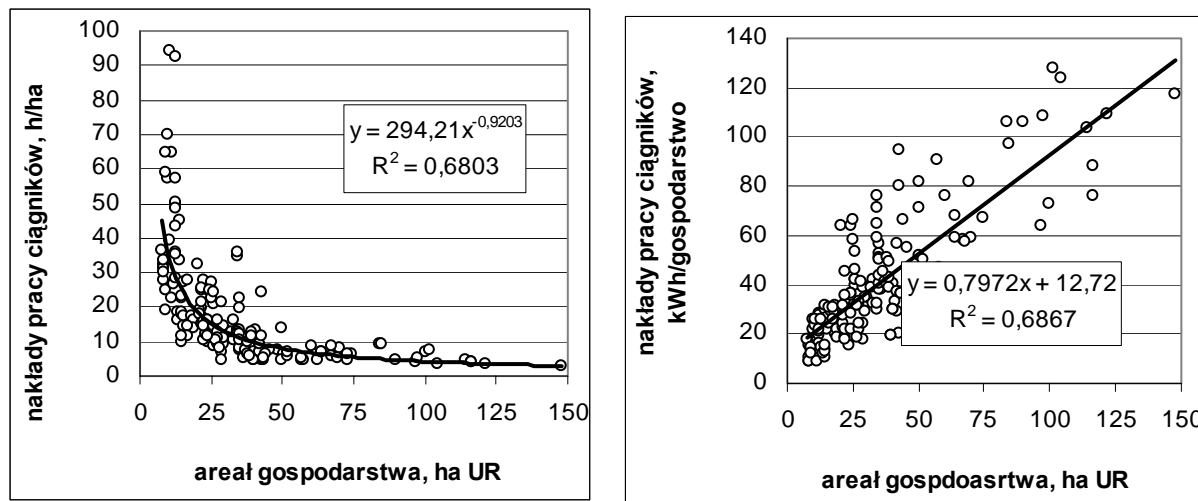 nakłady pracy ciągników, h/ha
100
90
80
70
60
50
40
30
20
10
0
y = 294,21x^-0,9203
R² = 0,6803
0 25 50 75 100 125 150
areał gospodarstwa, ha UR
nakłady pracy ciągników,
kWh/gospodarstwo
140
120
100
80
60
40
20
0
y = 0,7972x + 12,72
R² = 0,6867
0 25 50 75 100 125 150
areał gospdoasrtwa, ha UR